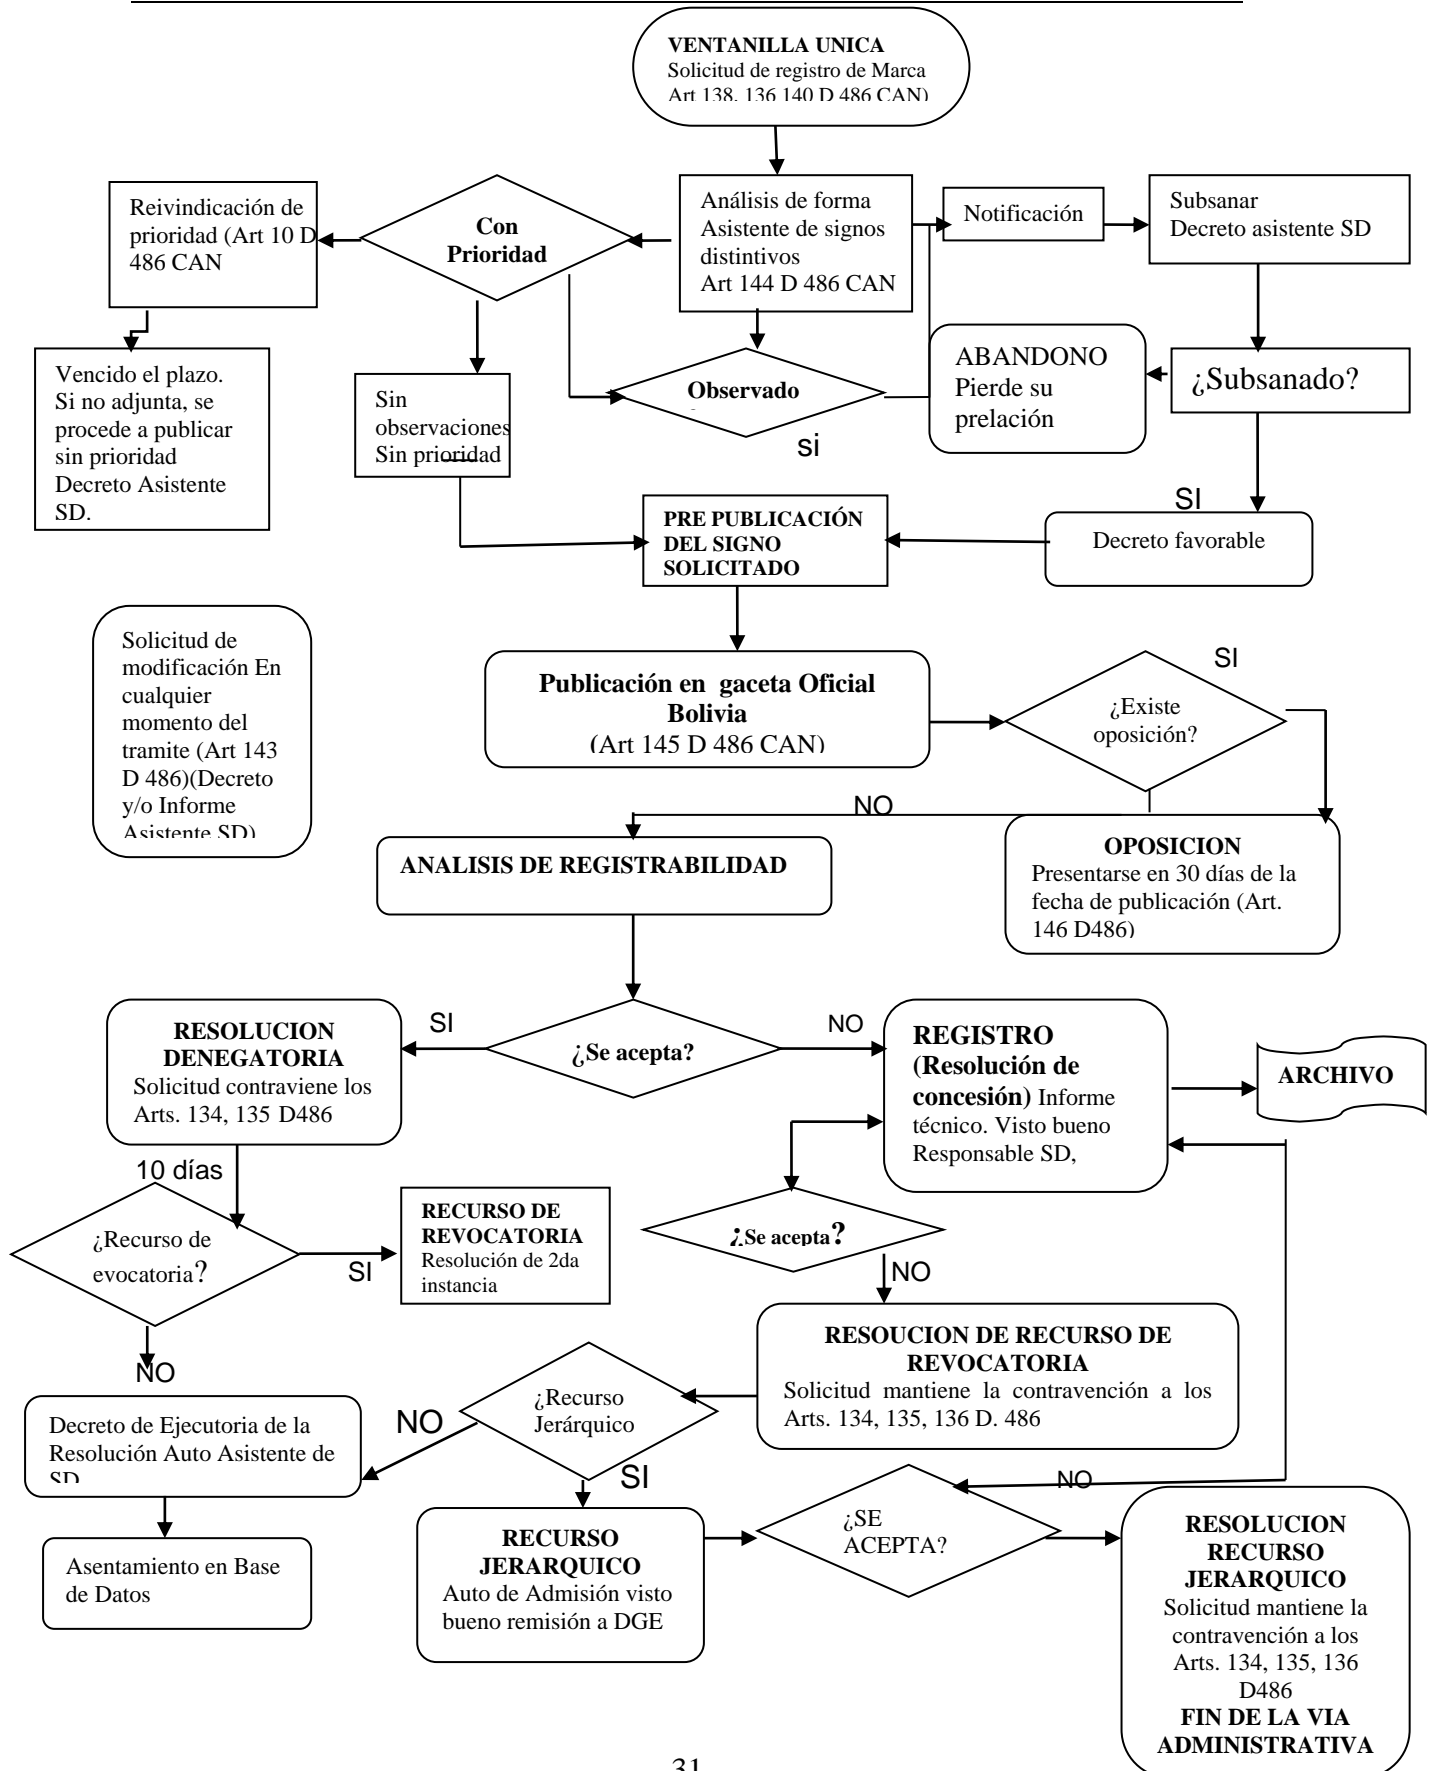 VENTANILLA UNICA
Solicitud de registro de Marca
Art 138, 136 140 D 486 CAN)
Reivindicación de
prioridad (Art 10 D
486 CAN
Con
Prioridad
Análisis de forma
Asistente de signos
distintivos
Art 144 D 486 CAN
Notificación
Subsanar
Decreto asistente SD
Vencido el plazo.
Si no adjunta, se
procede a publicar
sin prioridad
Decreto Asistente
SD.
Sin
observaciones
Sin prioridad
Observado
si
ABANDONO
Pierde su
prelación
¿Subsanado?
SI
PRE PUBLICACIÓN
DEL SIGNO
SOLICITADO
Decreto favorable
Solicitud de
modificación En
cualquier
momento del
tramite (Art 143
D 486)(Decreto
y/o Informe
Asistente SD)
Publicación en gaceta Oficial
Bolivia
(Art 145 D 486 CAN)
¿Existe
oposición?
SI
NO
ANALISIS DE REGISTRABILIDAD
OPOSICION
Presentarse en 30 días de la
fecha de publicación (Art.
146 D486)
RESOLUCION
DENEGATORIA
Solicitud contraviene los
Arts. 134, 135 D486
SI
¿Se acepta?
NO
REGISTRO
(Resolución de
concesión) Informe
técnico. Visto bueno
Responsable SD,
ARCHIVO
10 días
¿Recurso de
evocatoria?
SI
RECURSO DE
REVOCATORIA
Resolución de 2da
instancia
¿Se acepta?
NO
NO
RESOUCION DE RECURSO DE
REVOCATORIA
Solicitud mantiene la contravención a los
Arts. 134, 135, 136 D. 486
¿Recurso
Jerárquico
NO
SI
Decreto de Ejecutoria de la
Resolución Auto Asistente de
SD
Asentamiento en Base
de Datos
RECURSO
JERARQUICO
Auto de Admisión visto
bueno remisión a DGE
¿SE
ACEPTA?
NO
RESOLUCION
RECURSO
JERARQUICO
Solicitud mantiene la
contravención a los
Arts. 134, 135, 136
D486
FIN DE LA VIA
ADMINISTRATIVA
31